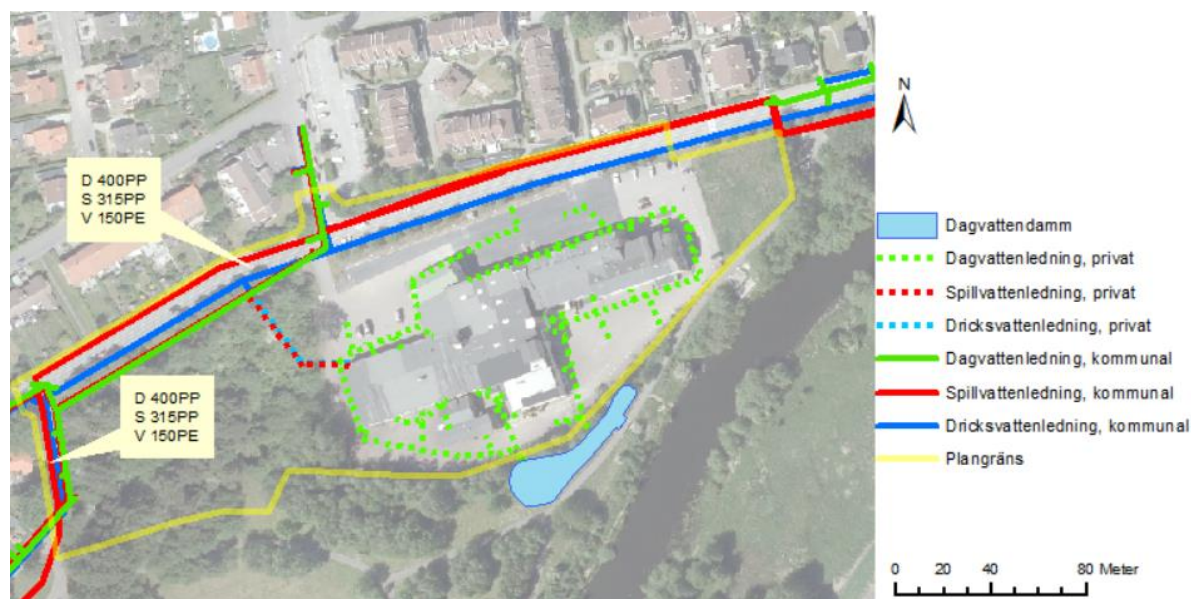 D 400PP
S 315PP
V 150PE
D 400PP
S 315PP
V 150PE
N
Dagvattendamm
Dagvattenledning, privat
Spillvattenledning, privat
Dricksvattenledning, privat
Dagvattenledning, kommunal
Spillvattenledning, kommunal
Dricksvattenledning, kommunal
Plangräns
0 20 40 80 Meter